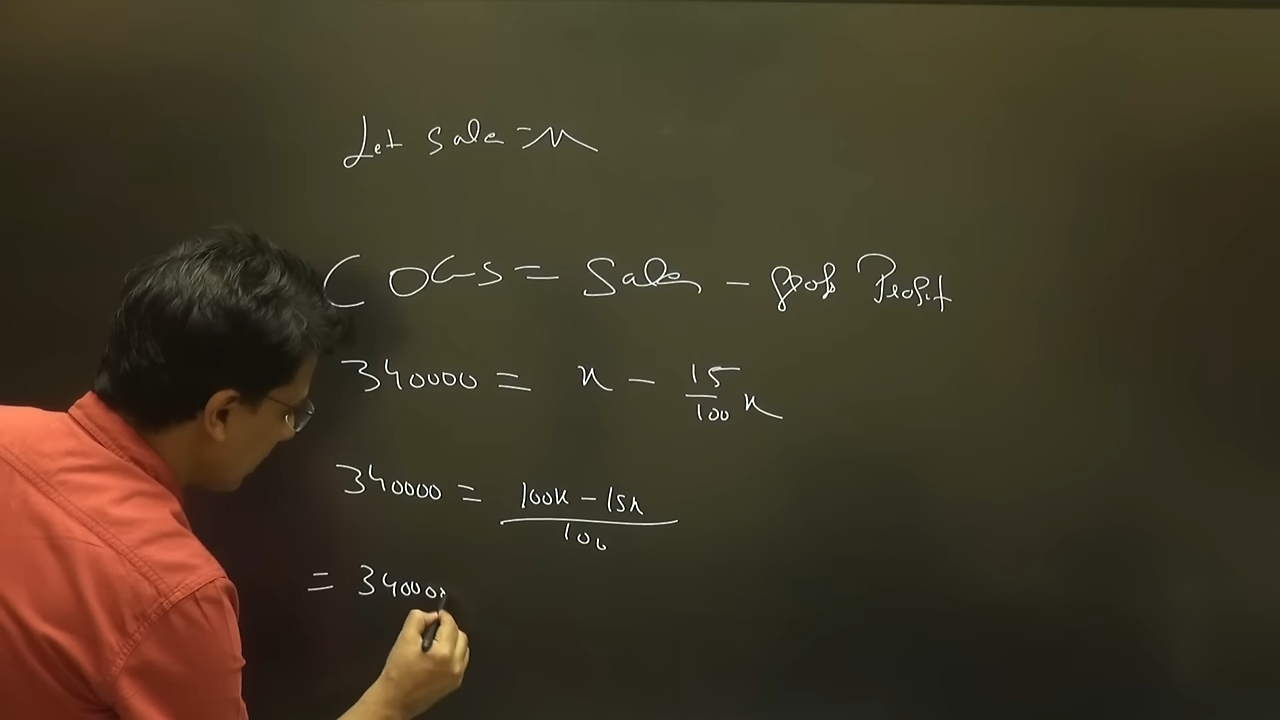 Let sale = x
COGS = Sales - gross Profit
340000 = x - 15/100 x
340000 = 100x - 15x / 100
= 34000